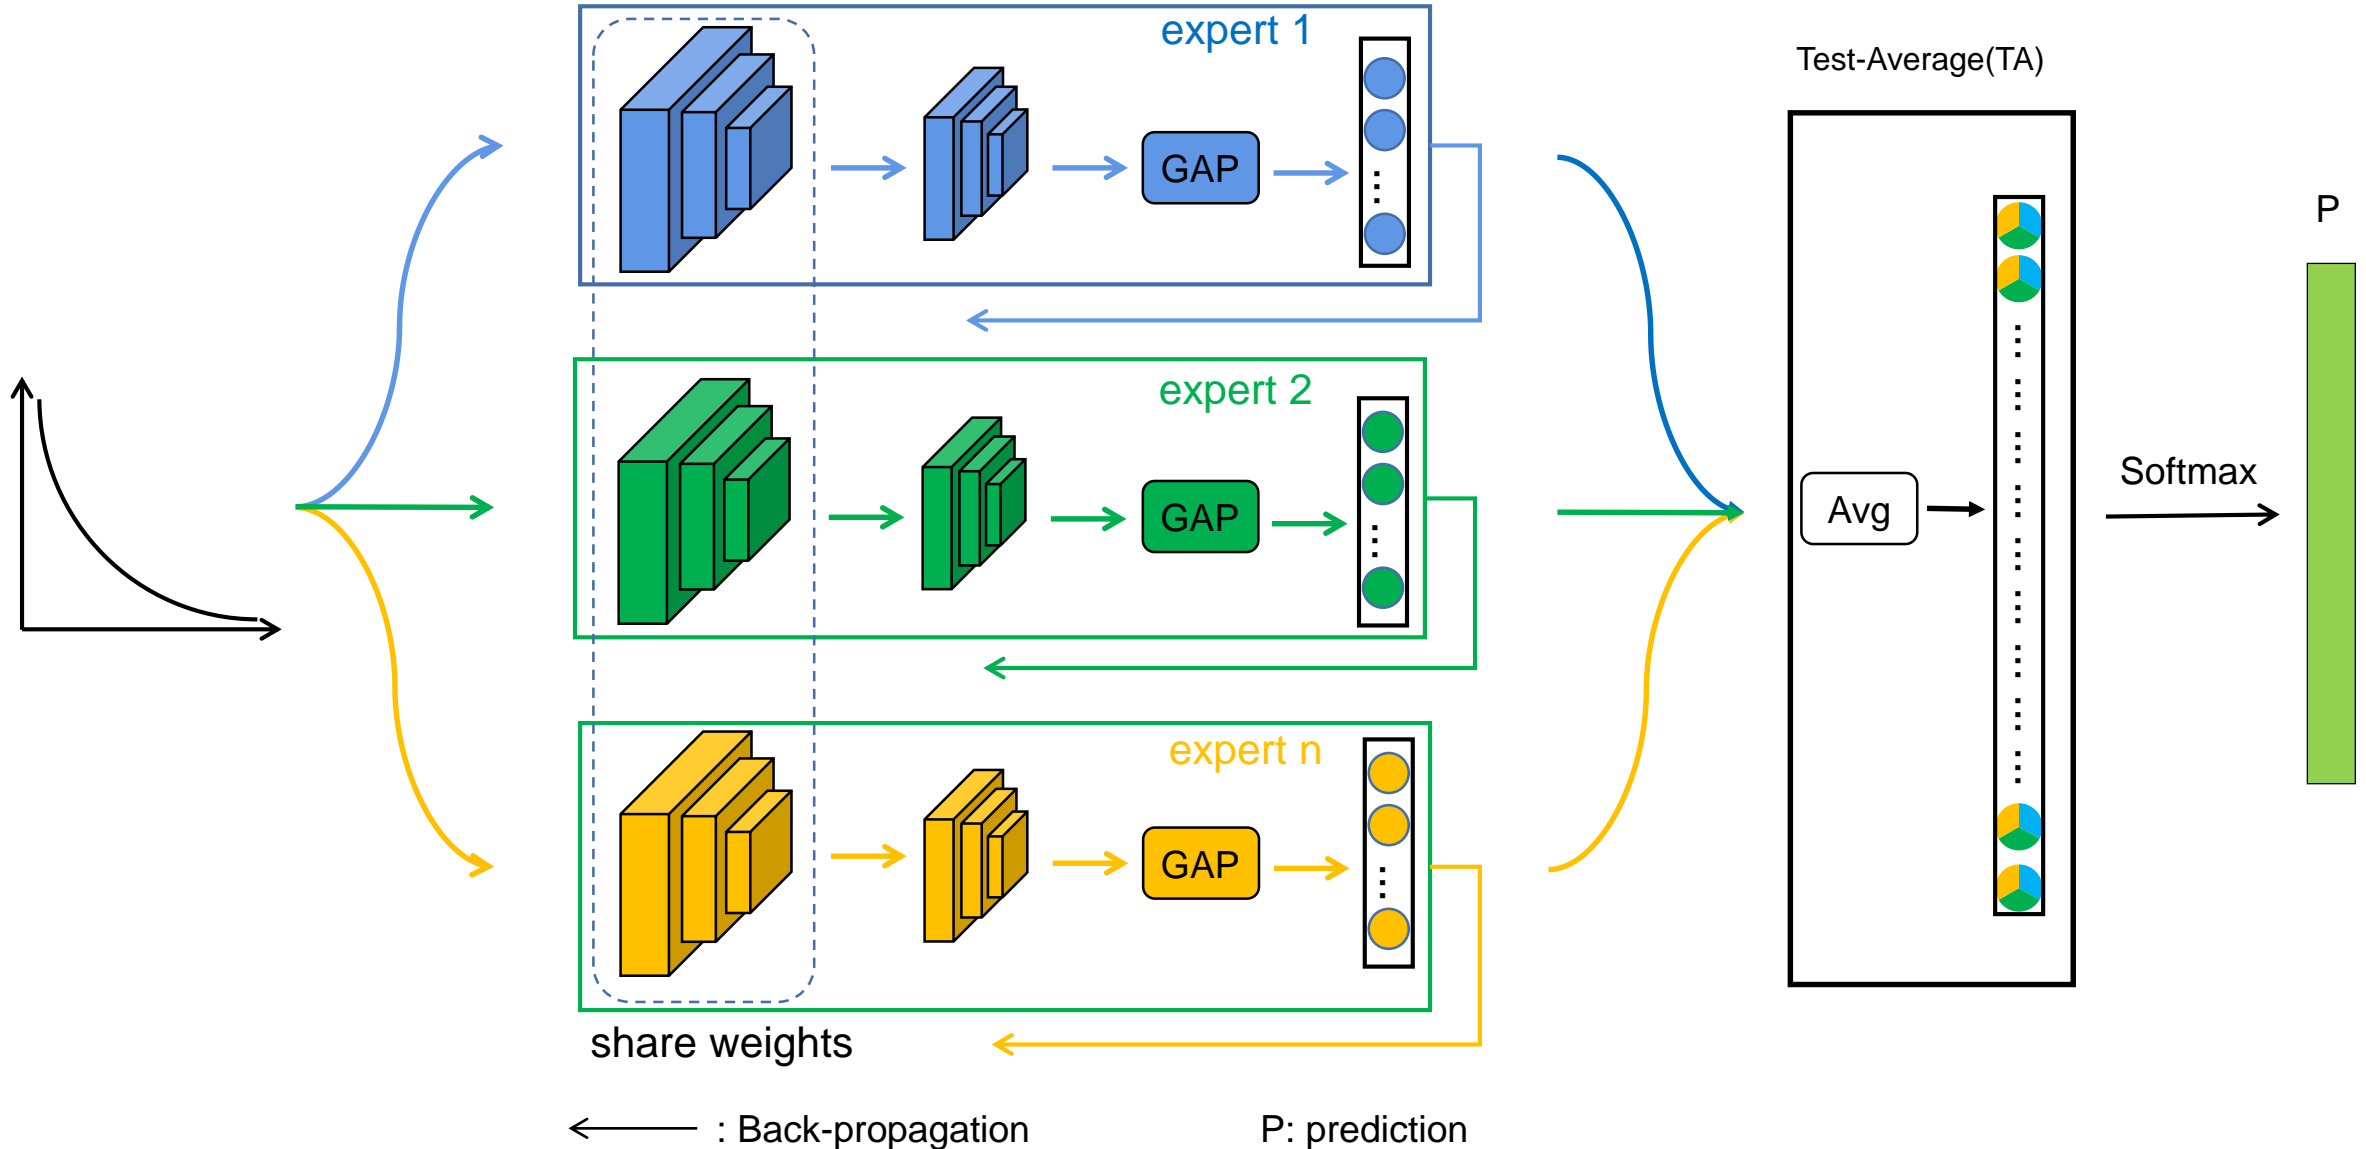 expert 1
GAP
expert 2
GAP
expert n
GAP
share weights
Test-Average(TA)
Avg
Softmax
P
: Back-propagation
P: prediction